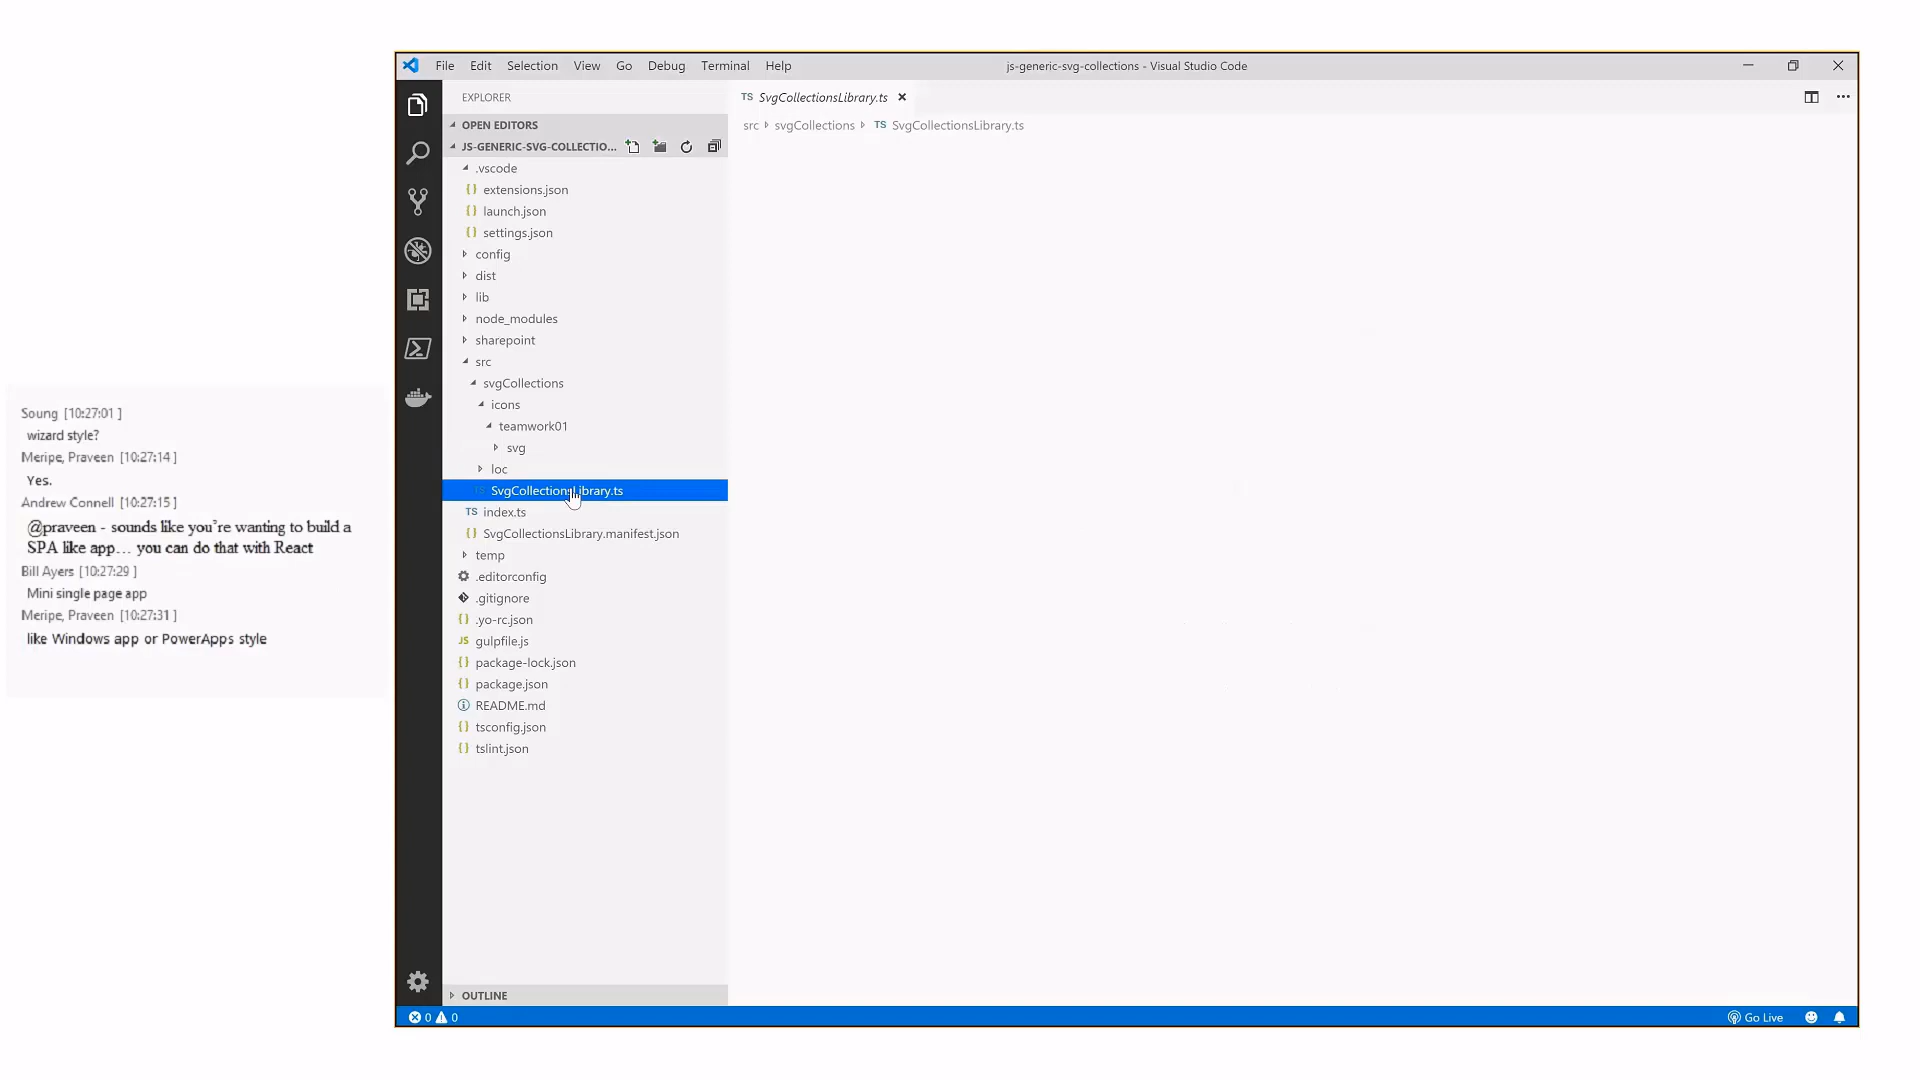 File Edit Selection View Go Debug Terminal Help
js-generic-svg-collections - Visual Studio Code
EXPLORER
OPEN EDITORS
JS-GENERIC-SVG-COLLECTIO...
.vscode
{} extensions.json
{} launch.json
{} settings.json
config
dist
lib
node_modules
sharepoint
src
svgCollections
icons
teamwork01
svg
loc
TS SvgCollectionsLibrary.ts
TS index.ts
{} SvgCollectionsLibrary.manifest.json
temp
.editorconfig
.gitignore
{} .yo-rc.json
JS gulpfile.js
{} package-lock.json
{} package.json
README.md
{} tsconfig.json
{} tslint.json
OUTLINE
TS SvgCollectionsLibrary.ts
src svgCollections TS SvgCollectionsLibrary.ts
0 0
Go Live
Soung [10:27:01 ]
wizard style?
Meripe, Praveen [10:27:14 ]
Yes.
Andrew Connell [10:27:15 ]
@praveen - sounds like you're wanting to build a
SPA like app... you can do that with React
Bill Ayers [10:27:29 ]
Mini single page app
Meripe, Praveen [10:27:31 ]
like Windows app or PowerApps style